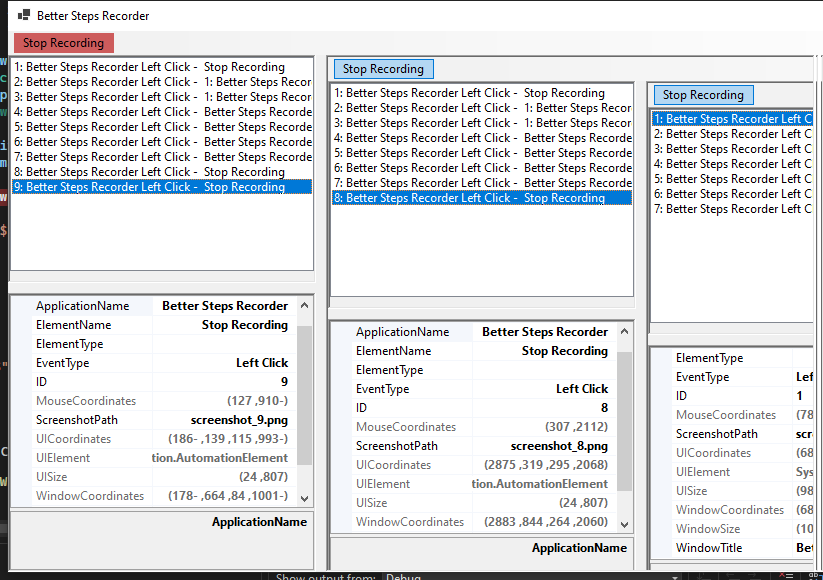 Better Steps Recorder
Stop Recording
1: Better Steps Recorder Left Click - Stop Recording
2: Better Steps Recorder Left Click - 1: Better Steps Recor
3: Better Steps Recorder Left Click - 1: Better Steps Recor
4: Better Steps Recorder Left Click - Better Steps Recorde
5: Better Steps Recorder Left Click - Better Steps Recorde
6: Better Steps Recorder Left Click - Better Steps Recorde
7: Better Steps Recorder Left Click - Better Steps Recorde
8: Better Steps Recorder Left Click - Stop Recording
9: Better Steps Recorder Left Click - Stop Recording
ApplicationName Better Steps Recorder
ElementName Stop Recording
ElementType
EventType Left Click
ID 9
MouseCoordinates (127 ,910-)
ScreenshotPath screenshot_9.png
UICoordinates (186- ,139 ,115 ,993-)
UIElement tion.AutomationElement
UISize (24 ,807)
WindowCoordinates (178- ,664 ,84 ,1001-)
ApplicationName
Stop Recording
1: Better Steps Recorder Left Click - Stop Recording
2: Better Steps Recorder Left Click - 1: Better Steps Recor
3: Better Steps Recorder Left Click - 1: Better Steps Recor
4: Better Steps Recorder Left Click - Better Steps Recorde
5: Better Steps Recorder Left Click - Better Steps Recorde
6: Better Steps Recorder Left Click - Better Steps Recorde
7: Better Steps Recorder Left Click - Better Steps Recorde
8: Better Steps Recorder Left Click - Stop Recording
ApplicationName Better Steps Recorder
ElementName Stop Recording
ElementType
EventType Left Click
ID 8
MouseCoordinates (307 ,2112)
ScreenshotPath screenshot_8.png
UICoordinates (2875 ,319 ,295 ,2068)
UIElement tion.AutomationElement
UISize (24 ,807)
WindowCoordinates (2883 ,844 ,264 ,2060)
ApplicationName
Stop Recording
1: Better Steps Recorder Left C
2: Better Steps Recorder Left C
3: Better Steps Recorder Left C
4: Better Steps Recorder Left C
5: Better Steps Recorder Left C
6: Better Steps Recorder Left C
7: Better Steps Recorder Left C
ElementType
EventType Lef
ID 1
MouseCoordinates (78
ScreenshotPath scr
UICoordinates (68
UIElement Sys
UISize (98
WindowCoordinates (68
WindowSize (10
WindowTitle Bet
Show output from: Debug